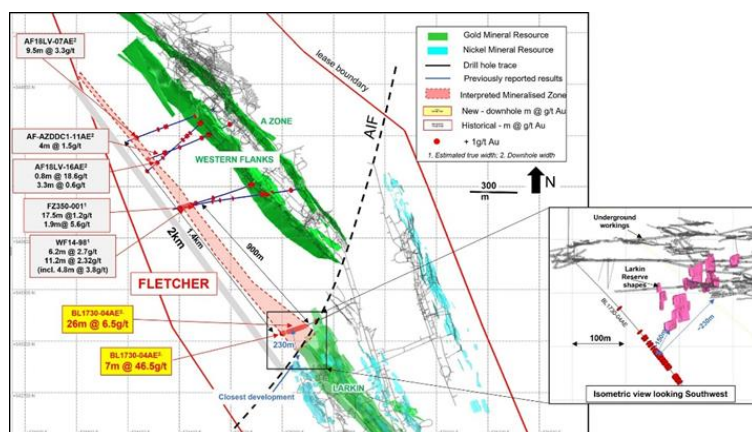 AF18LV-07AE²
9.5m @ 3.3g/t
AF-AZDDC1-11AE²
4m @ 1.5g/t
AF18LV-16AE²
0.8m @ 18.6g/t
3.3m @ 0.6g/t
FZ350-001¹
17.5m @1.2g/t
1.9m@ 5.6g/t
WF14-98¹
6.2m @ 2.7g/t
11.2m @ 2.32g/t
(incl. 4.8m @ 3.8g/t)
BL1730-04AE²
26m @ 6.5g/t
BL1730-04AE²
7m @ 46.5g/t
A ZONE
WESTERN FLANKS
2km
1.4km
900m
FLETCHER
230m
LARKIN
Closest development
lease boundary
AIF
Gold Mineral Resource
Nickel Mineral Resource
Drill hole trace
Previously reported results
Interpreted Mineralised Zone
New - downhole m @ g/t Au
Historical - m @ g/t Au
+ 1g/t Au
1. Estimated true width; 2. Downhole width
300
m
N
Underground
workings
Larkin
Reserve
shapes
BL1730-04AE
~230m
100m
Isometric view looking Southwest